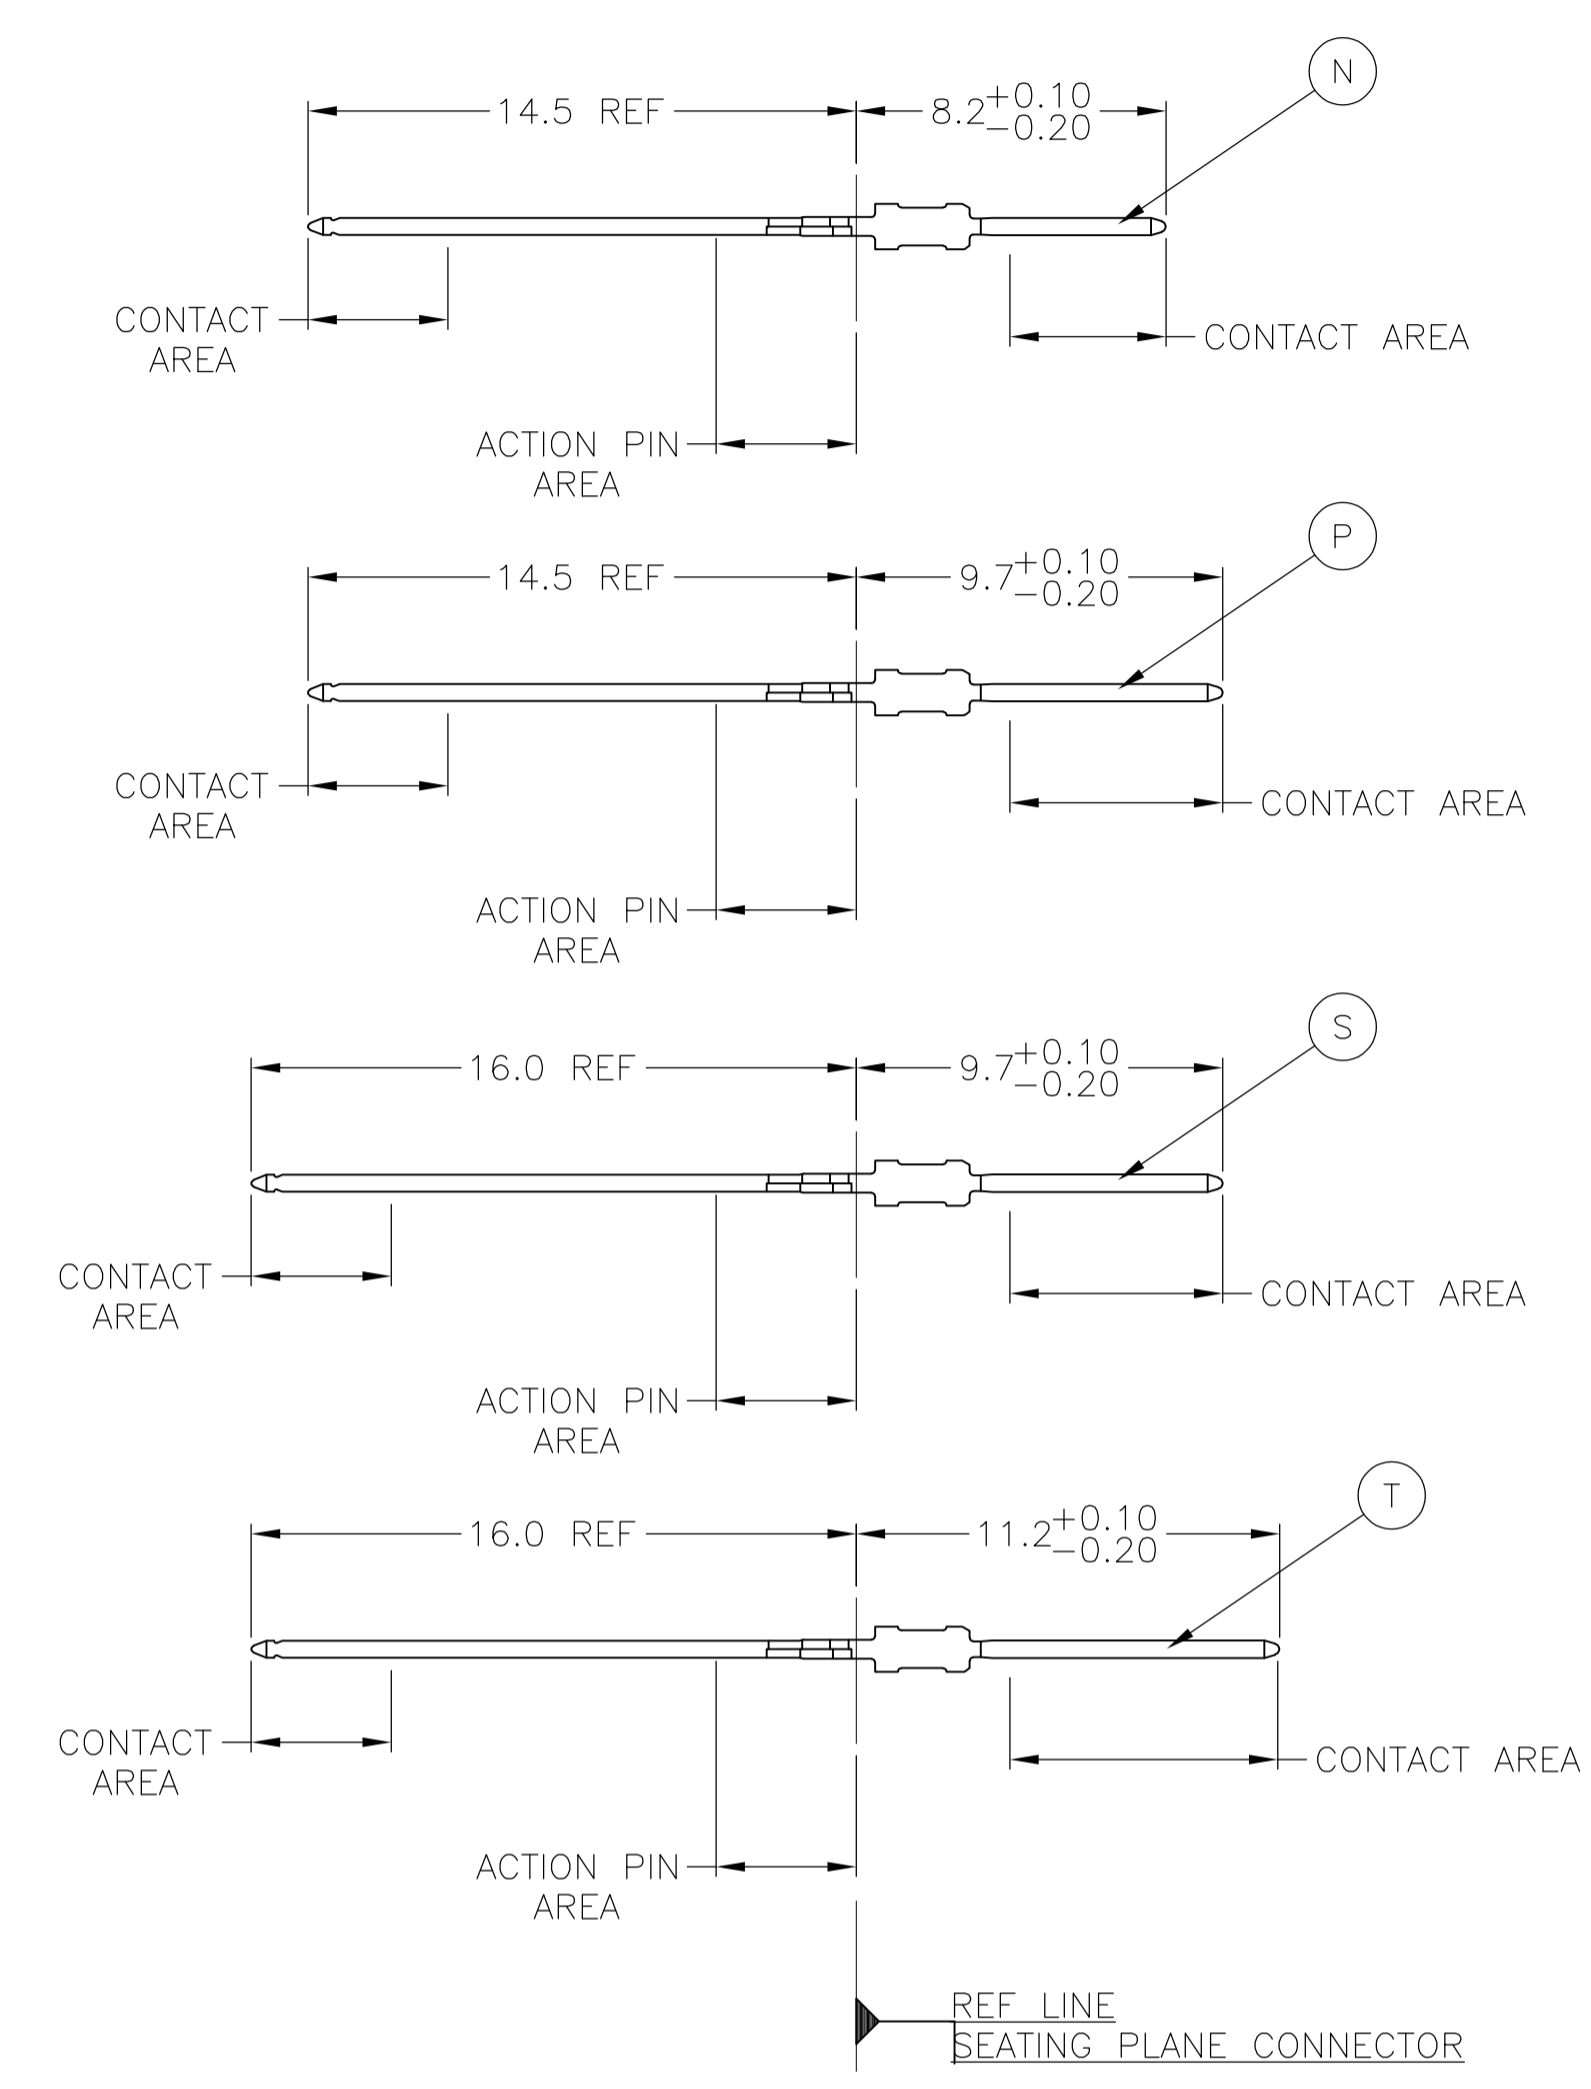 N
14.5 REF
8.2 +0.10 −0.20
CONTACT AREA
CONTACT AREA
ACTION PIN AREA
P
14.5 REF
9.7 +0.10 −0.20
CONTACT AREA
CONTACT AREA
ACTION PIN AREA
S
16.0 REF
9.7 +0.10 −0.20
CONTACT AREA
CONTACT AREA
ACTION PIN AREA
T
16.0 REF
11.2 +0.10 −0.20
CONTACT AREA
CONTACT AREA
ACTION PIN AREA
REF LINE
SEATING PLANE CONNECTOR